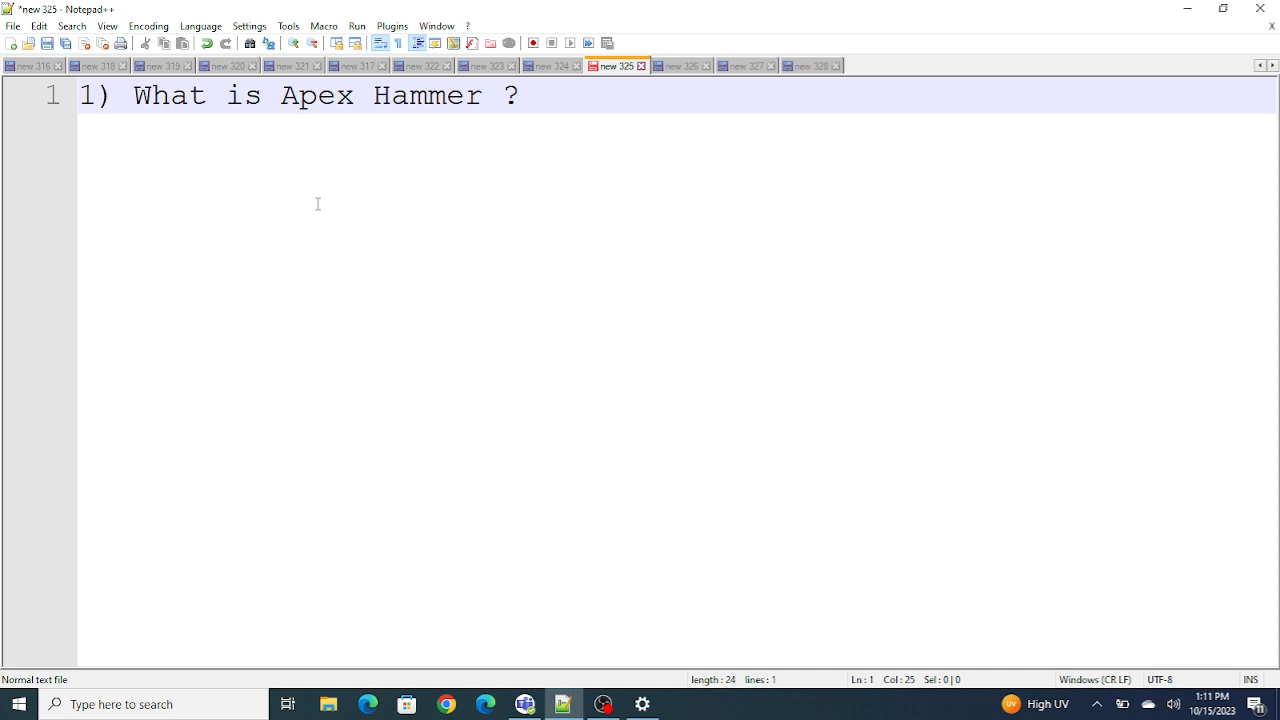 *new 325 - Notepad++
File Edit Search View Encoding Language Settings Tools Macro Run Plugins Window ?
new 316 new 318 new 319 new 320 new 321 new 317 new 322 new 323 new 324 new 325 new 326 new 327 new 328
1 1) What is Apex Hammer ?
Normal text file length : 24 lines : 1 Ln : 1 Col : 25 Sel : 0 | 0 Windows (CR LF) UTF-8 INS
Type here to search UV High UV 1:11 PM
10/15/2023 11